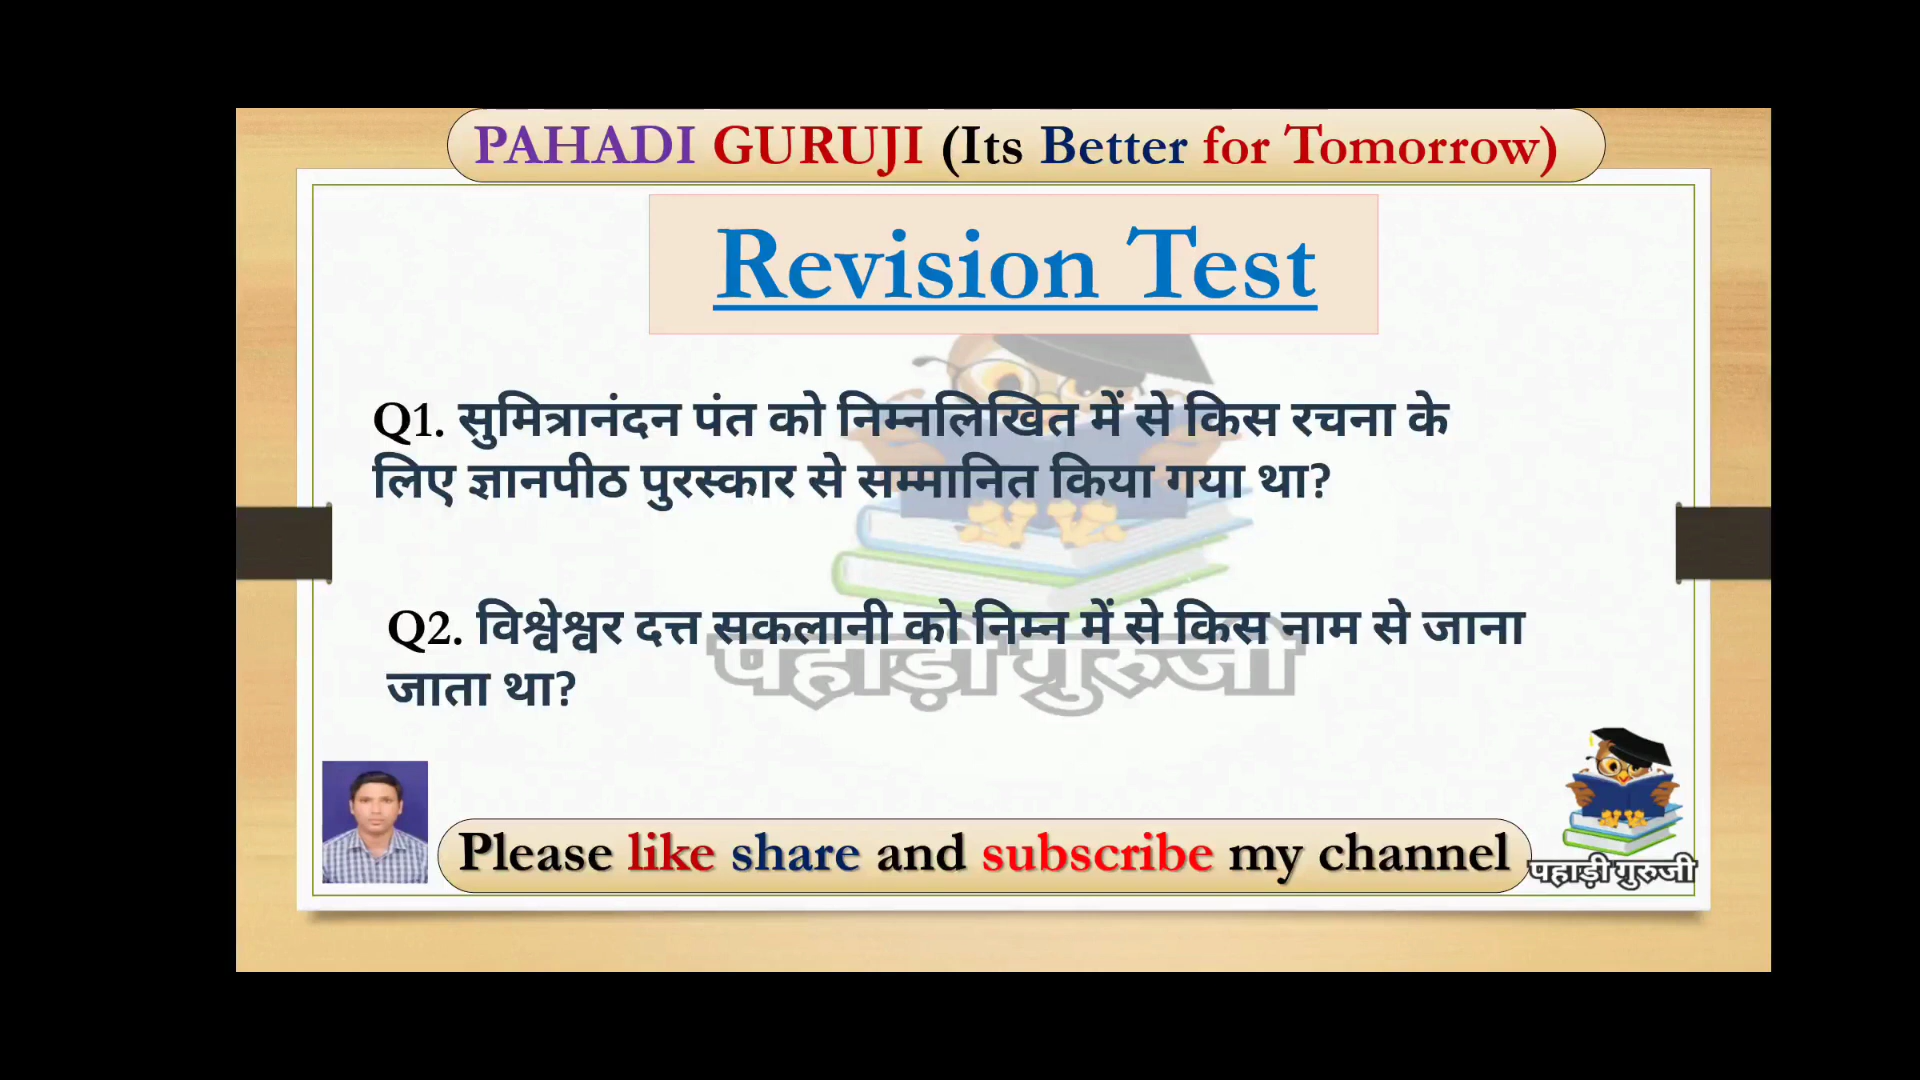 PAHADI GURUJI (Its Better for Tomorrow)
Revision Test
Q1. सुमित्रानंदन पंत को निम्नलिखित में से किस रचना के
लिए ज्ञानपीठ पुरस्कार से सम्मानित किया गया था?
Q2. विश्वेश्वर दत्त सकलानी को निम्न में से किस नाम से जाना
जाता था?
पहाड़ी गुरुजी
Please like share and subscribe my channel
पहाड़ी गुरुजी